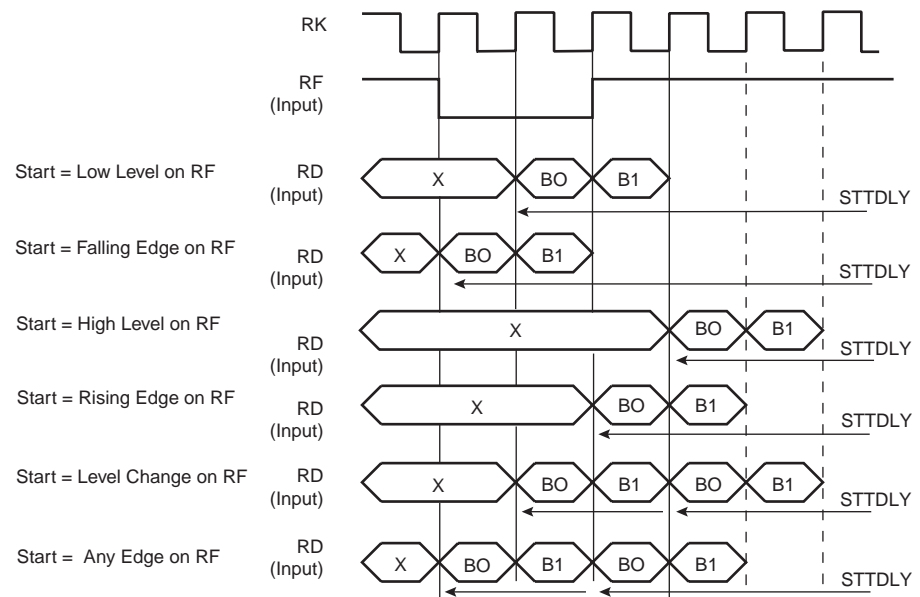 RK
RF
(Input)
Start = Low Level on RF
RD
(Input)
X
BO
B1
STTDLY
Start = Falling Edge on RF
RD
(Input)
X
BO
B1
STTDLY
Start = High Level on RF
RD
(Input)
X
BO
B1
STTDLY
Start = Rising Edge on RF
RD
(Input)
X
BO
B1
STTDLY
Start = Level Change on RF
RD
(Input)
X
BO
B1
BO
B1
STTDLY
Start = Any Edge on RF
RD
(Input)
X
BO
B1
BO
B1
STTDLY